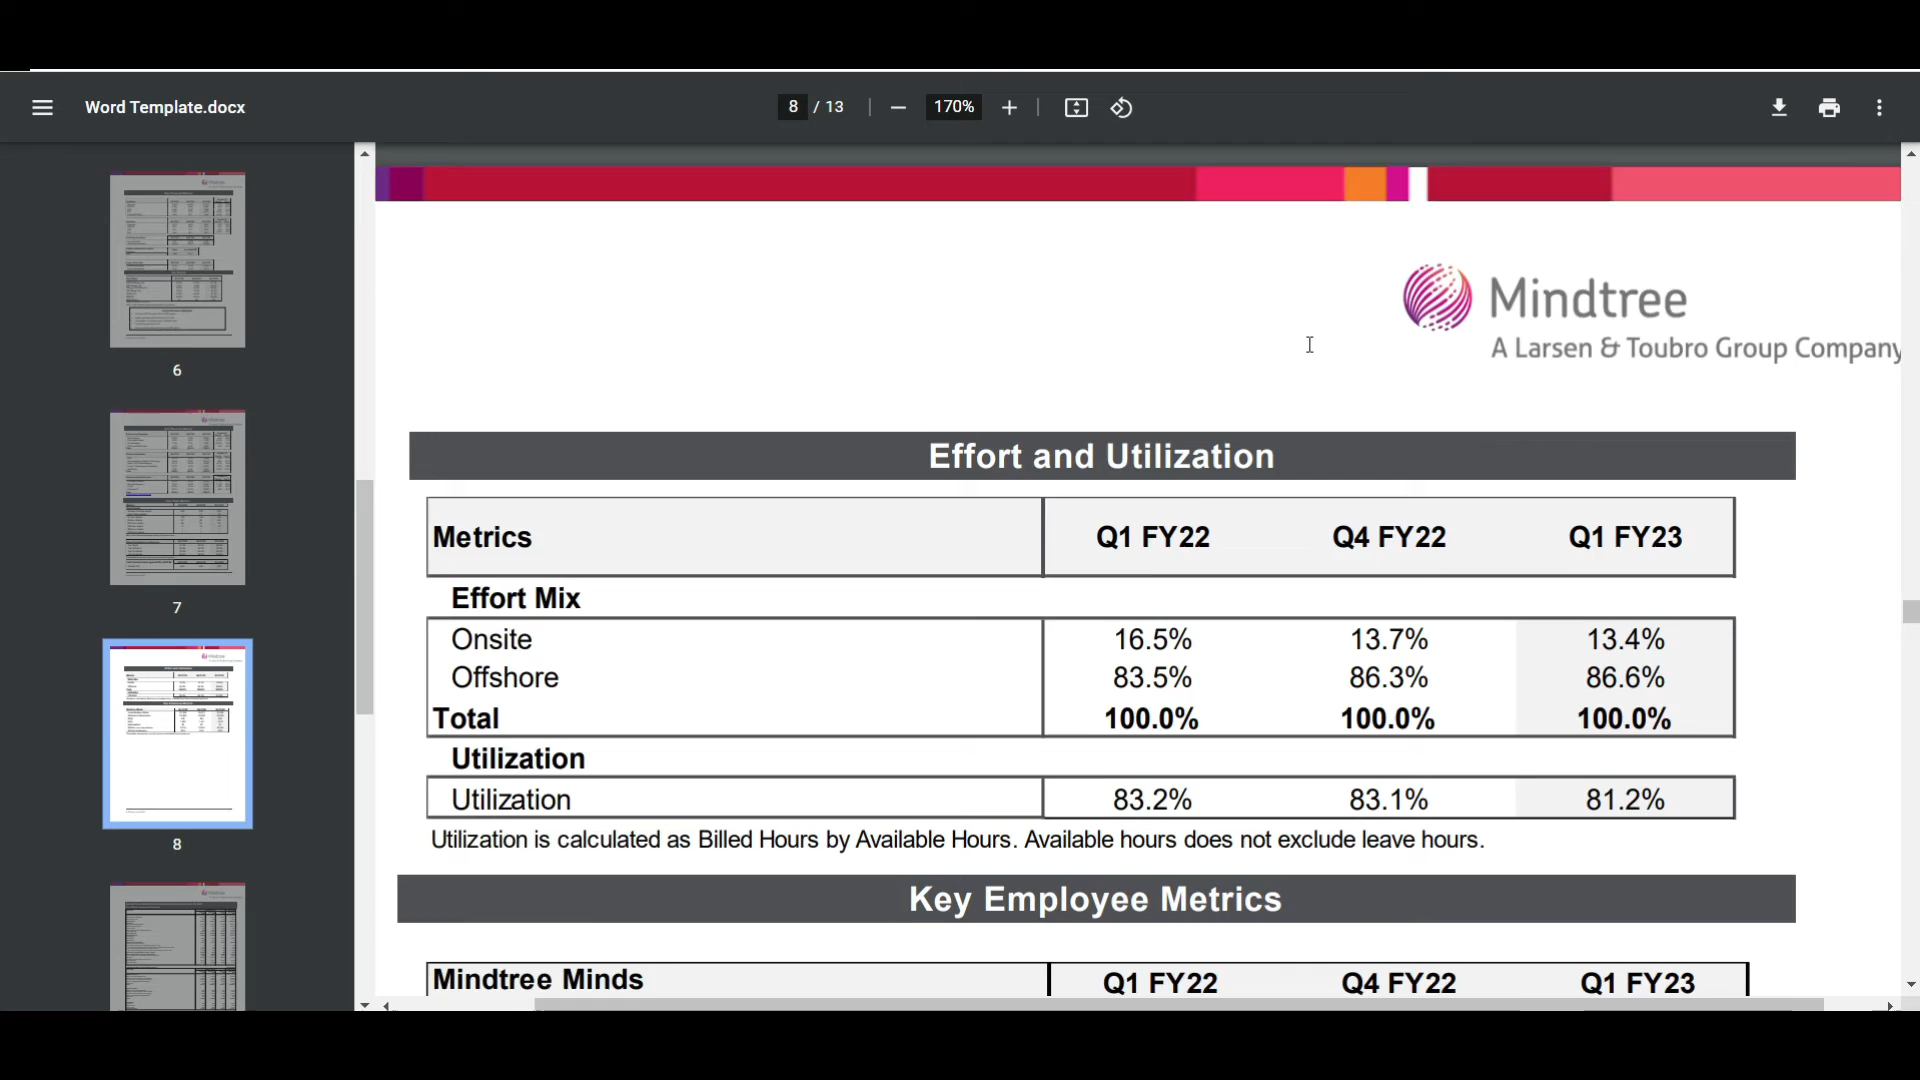 Word Template.docx
8 / 13
170%
6
7
8
Mindtree
A Larsen & Toubro Group Company
Effort and Utilization
Metrics Q1 FY22 Q4 FY22 Q1 FY23
Effort Mix
Onsite 16.5% 13.7% 13.4%
Offshore 83.5% 86.3% 86.6%
Total 100.0% 100.0% 100.0%
Utilization
Utilization 83.2% 83.1% 81.2%
Utilization is calculated as Billed Hours by Available Hours. Available hours does not exclude leave hours.
Key Employee Metrics
Mindtree Minds Q1 FY22 Q4 FY22 Q1 FY23